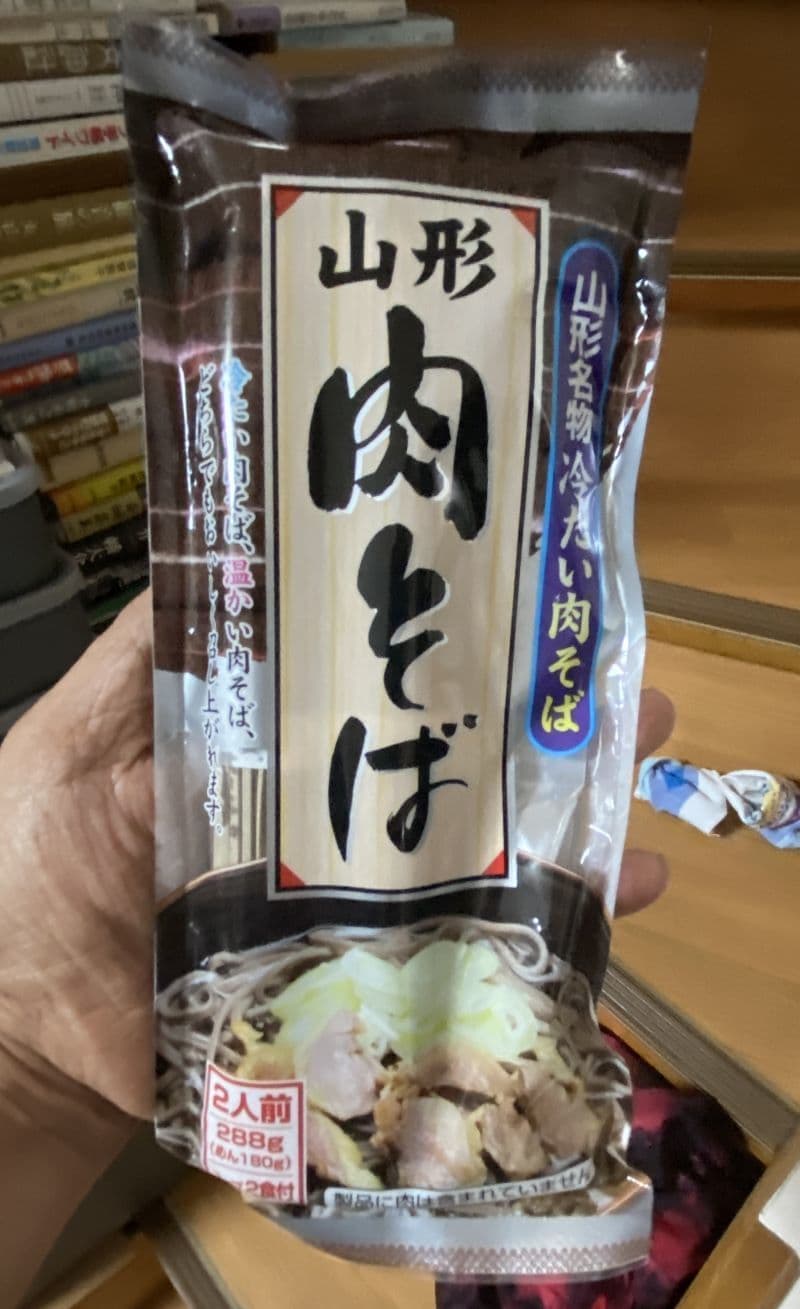 山形
肉そば
山形名物冷たい肉そば
冷たい肉そば、温かい肉そば、
どちらでもおいしく召し上がれます。
2人前
288g
(めん180g)
2食付
製品に肉は含まれていません